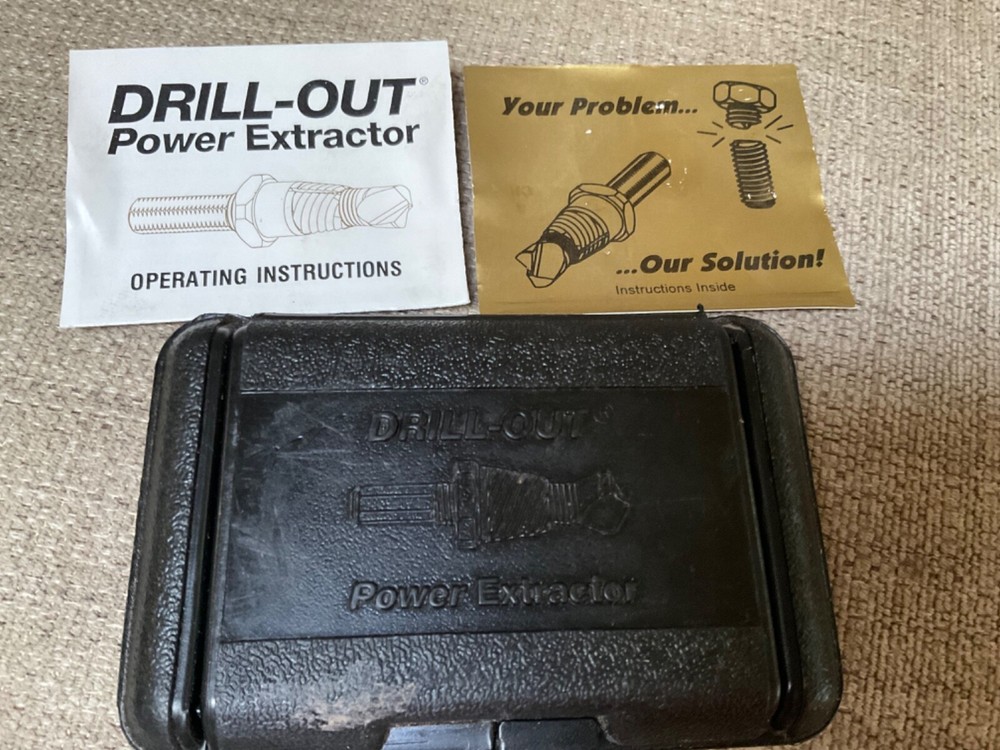 DRILL-OUT®
Power Extractor
OPERATING INSTRUCTIONS
Your Problem...
...Our Solution!
Instructions Inside
DRILL-OUT®
Power Extractor